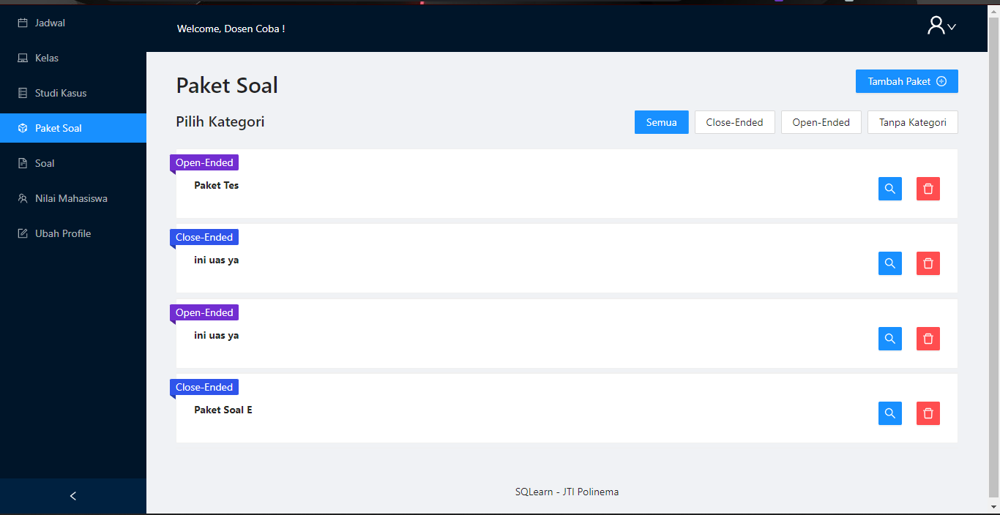 Jadwal
Kelas
Studi Kasus
Paket Soal
Soal
Nilai Mahasiswa
Ubah Profile
Welcome, Dosen Coba !
Paket Soal
Tambah Paket
Pilih Kategori
Semua Close-Ended Open-Ended Tanpa Kategori
Open-Ended
Paket Tes
Close-Ended
ini uas ya
Open-Ended
ini uas ya
Close-Ended
Paket Soal E
SQLearn - JTI Polinema